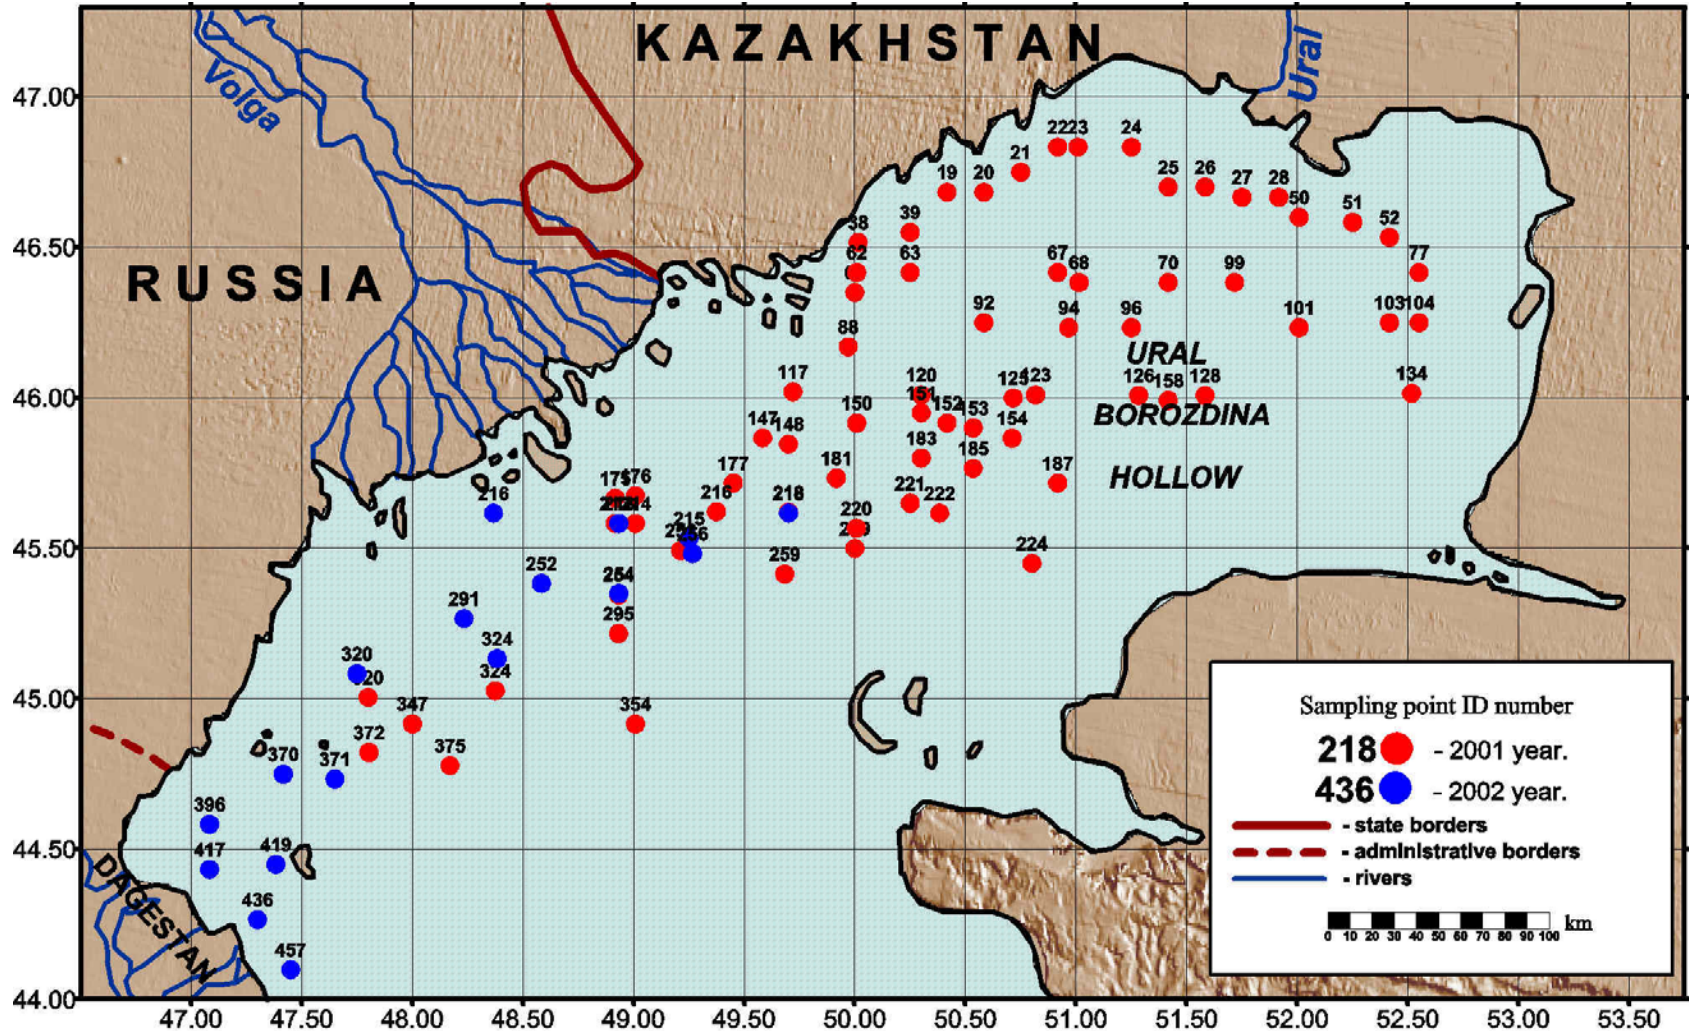 KAZAKHSTAN
Ural
Volga
47.00
22 23 24
21
19 20
25 26 27 28
50 51 52
39
38
46.50
RUSSIA
62 63 67 68 70 99 77
92 94 96 101 103 104
88
URAL
117 120 123 126 158 128 134
46.00
151 152 153 154
BOROZDINA
147 148 150
183 185
HOLLOW
177 181 187
176
216 216 218 221 222
214
215 220
45.50
256 259 224
252 254
291 295
324
320 324
45.00
347 354
372 375
370 371
396
44.50
417 419
DAGESTAN
436
457
44.00
47.00 47.50 48.00 48.50 49.00 49.50 50.00 50.50 51.00 51.50 52.00 52.50 53.00 53.50
Sampling point ID number
218 - 2001 year.
436 - 2002 year.
- state borders
- administrative borders
- rivers
0 10 20 30 40 50 60 70 80 90 100 km